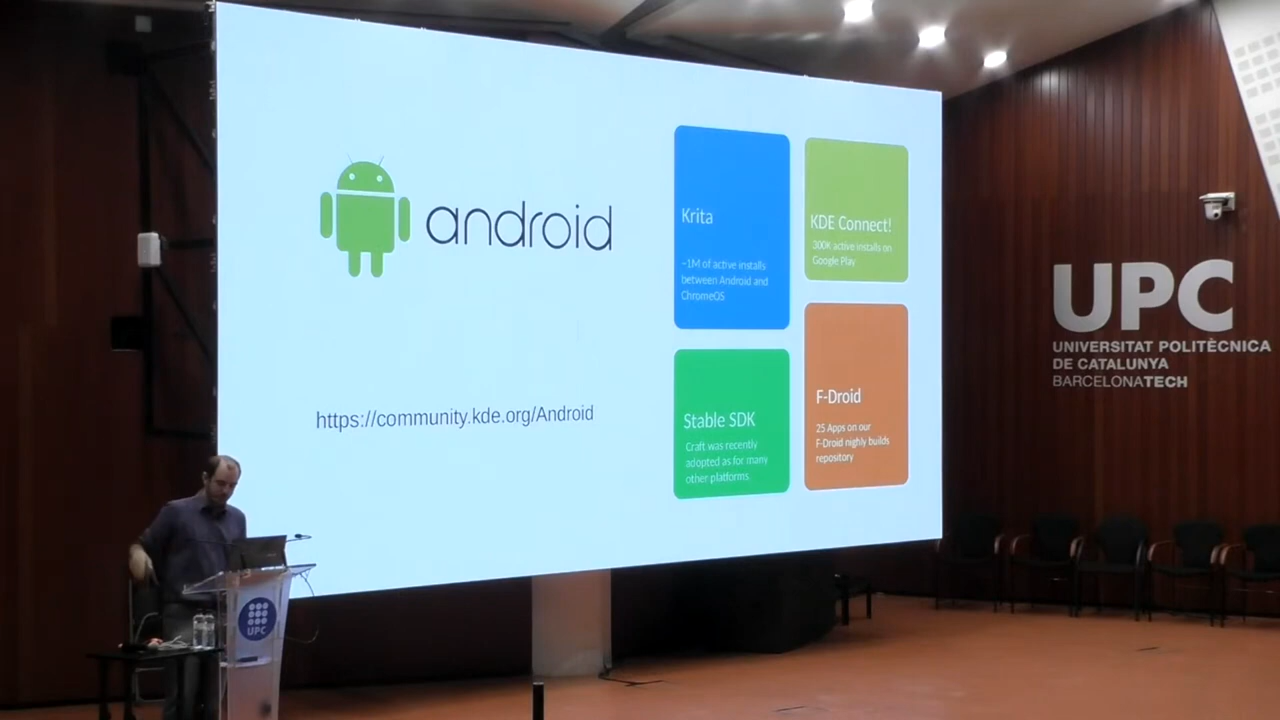 android
https://community.kde.org/Android
Krita
~1M of active installs
between Android and
ChromeOS
KDE Connect!
300K active installs on
Google Play
Stable SDK
Craft was recently
adopted as for many
other platforms
F-Droid
25 Apps on our
F-Droid nighly builds
repository
UPC
UNIVERSITAT POLITÈCNICA
DE CATALUNYA
BARCELONATECH
UPC